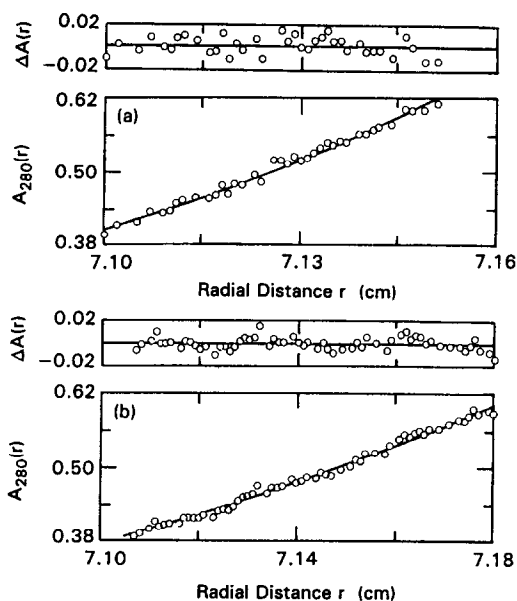 0.02
ΔA(r)
−0.02
0.62
(a)
A280(r)
0.50
0.38
7.10 7.13 7.16
Radial Distance r (cm)
0.02
ΔA(r)
−0.02
0.62
(b)
A280(r)
0.50
0.38
7.10 7.14 7.18
Radial Distance r (cm)